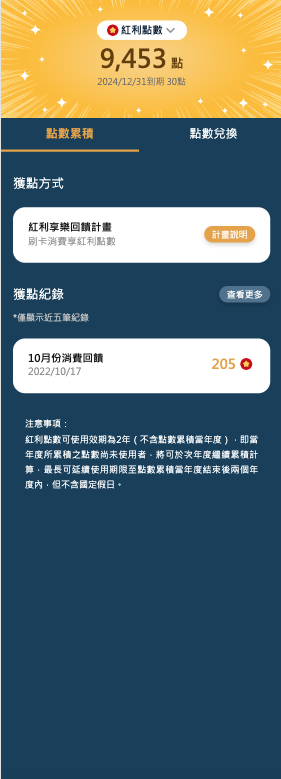 紅利點數
9,453 點
2024/12/31到期 30點
點數累積
點數兌換
獲點方式
紅利享樂回饋計畫
刷卡消費享紅利點數
計畫說明
獲點紀錄
查看更多
*僅顯示近五筆紀錄
10月份消費回饋
2022/10/17
205
注意事項：
紅利點數可使用效期為2年（不含點數累積當年度），即當
年度所累積之點數尚未使用者，將可於次年度繼續累積計
算，最長可延續使用期限至點數累積當年度結束後兩個年
度內，但不含國定假日。